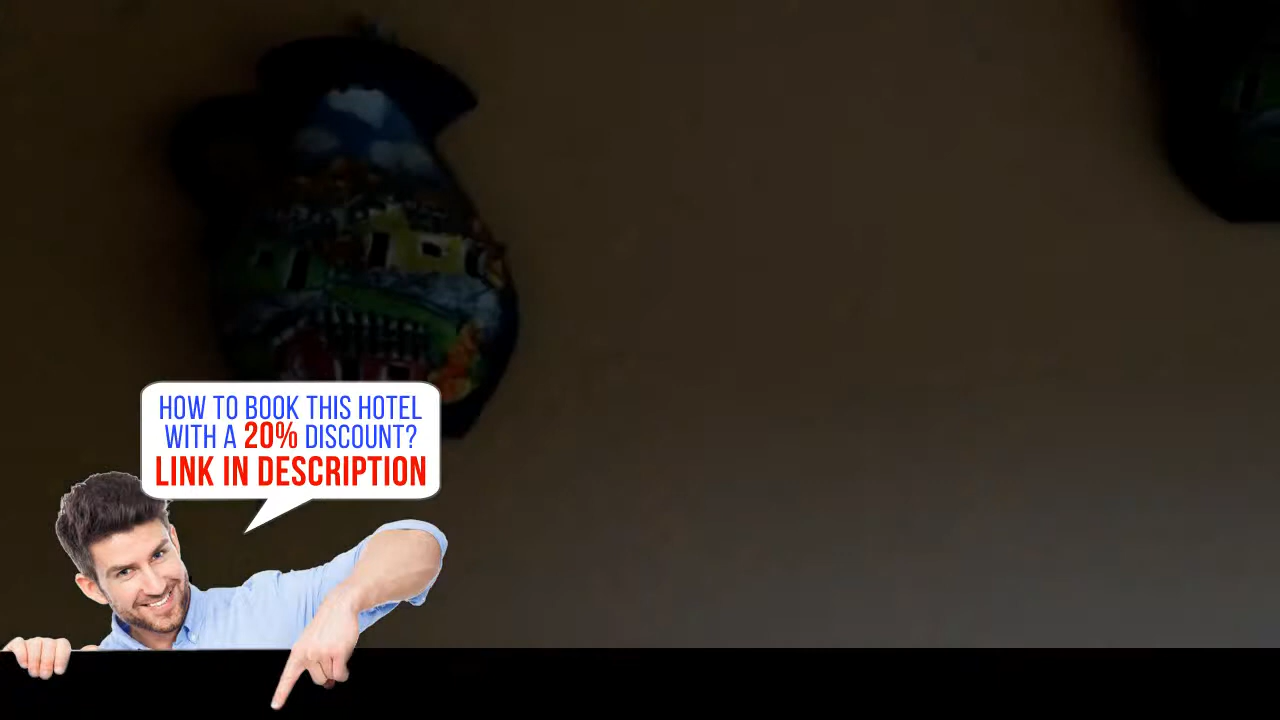 HOW TO BOOK THIS HOTEL
WITH A 20% DISCOUNT?
LINK IN DESCRIPTION